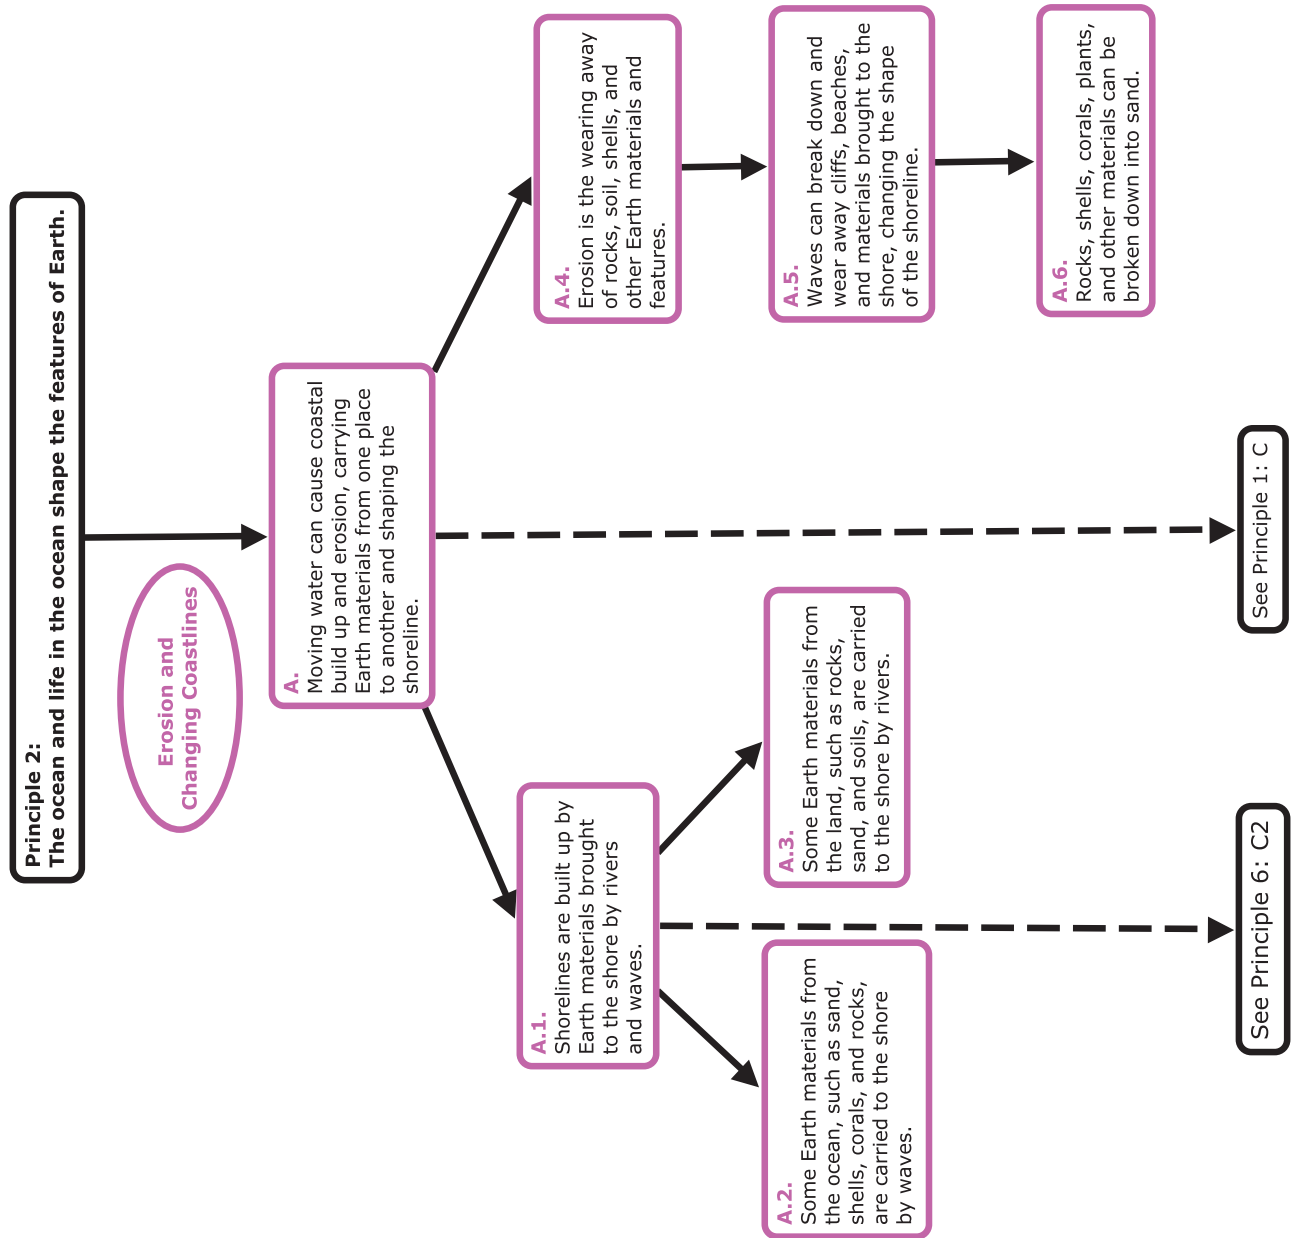 Principle 2:
The ocean and life in the ocean shape the features of Earth.
Erosion and
Changing Coastlines
A.
Moving water can cause coastal
build up and erosion, carrying
Earth materials from one place
to another and shaping the
shoreline.
A.1.
Shorelines are built up by
Earth materials brought
to the shore by rivers
and waves.
A.2.
Some Earth materials from
the ocean, such as sand,
shells, corals, and rocks,
are carried to the shore
by waves.
A.3.
Some Earth materials from
the land, such as rocks,
sand, and soils, are carried
to the shore by rivers.
A.4.
Erosion is the wearing away
of rocks, soil, shells, and
other Earth materials and
features.
A.5.
Waves can break down and
wear away cliffs, beaches,
and materials brought to the
shore, changing the shape
of the shoreline.
A.6.
Rocks, shells, corals, plants,
and other materials can be
broken down into sand.
See Principle 6: C2
See Principle 1: C